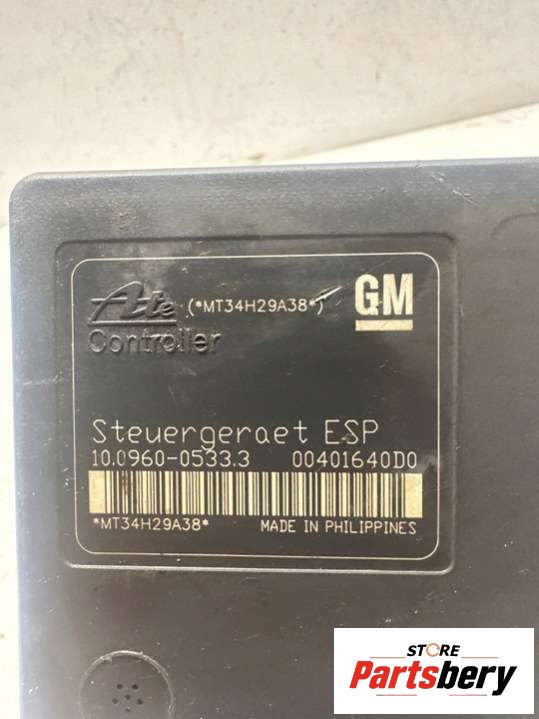 Ate (*MT34H29A38*) GM
Controller
Steuergeraet ESP
10.0960-0533.3 00401640D0
*MT34H29A38* MADE IN PHILIPPINES
STORE
Partsbery